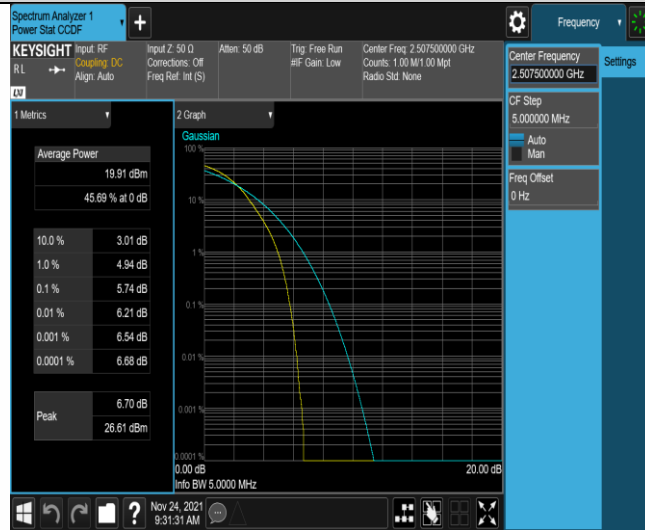 Spectrum Analyzer 1
Power Stat CCDF
Frequency
KEYSIGHT
RL
LXI
Input: RF
Coupling: DC
Align: Auto
Input Z: 50 Ω
Corrections: Off
Freq Ref: Int (S)
Atten: 50 dB
Trig: Free Run
#IF Gain: Low
Center Freq: 2.507500000 GHz
Counts: 1.00 M/1.00 Mpt
Radio Std: None
Center Frequency
2.507500000 GHz
Settings
CF Step
5.000000 MHz
Auto
Man
Freq Offset
0 Hz
1 Metrics
Average Power
19.91 dBm
45.69 % at 0 dB
10.0 % 3.01 dB
1.0 % 4.94 dB
0.1 % 5.74 dB
0.01 % 6.21 dB
0.001 % 6.54 dB
0.0001 % 6.68 dB
Peak
6.70 dB
26.61 dBm
2 Graph
Gaussian
100 %
10 %
1 %
0.1 %
0.01 %
0.001 %
0.0001 %
0.00 dB 20.00 dB
Info BW 5.0000 MHz
?
Nov 24, 2021
9:31:31 AM